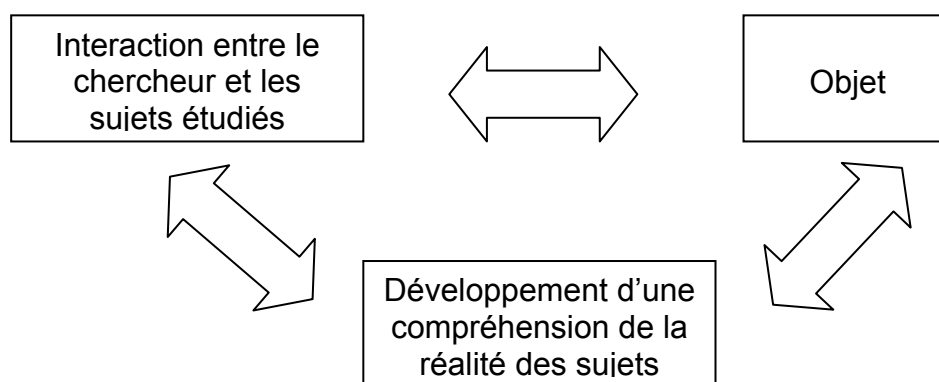 Interaction entre le
chercheur et les
sujets étudiés
Objet
Développement d’une
compréhension de la
réalité des sujets